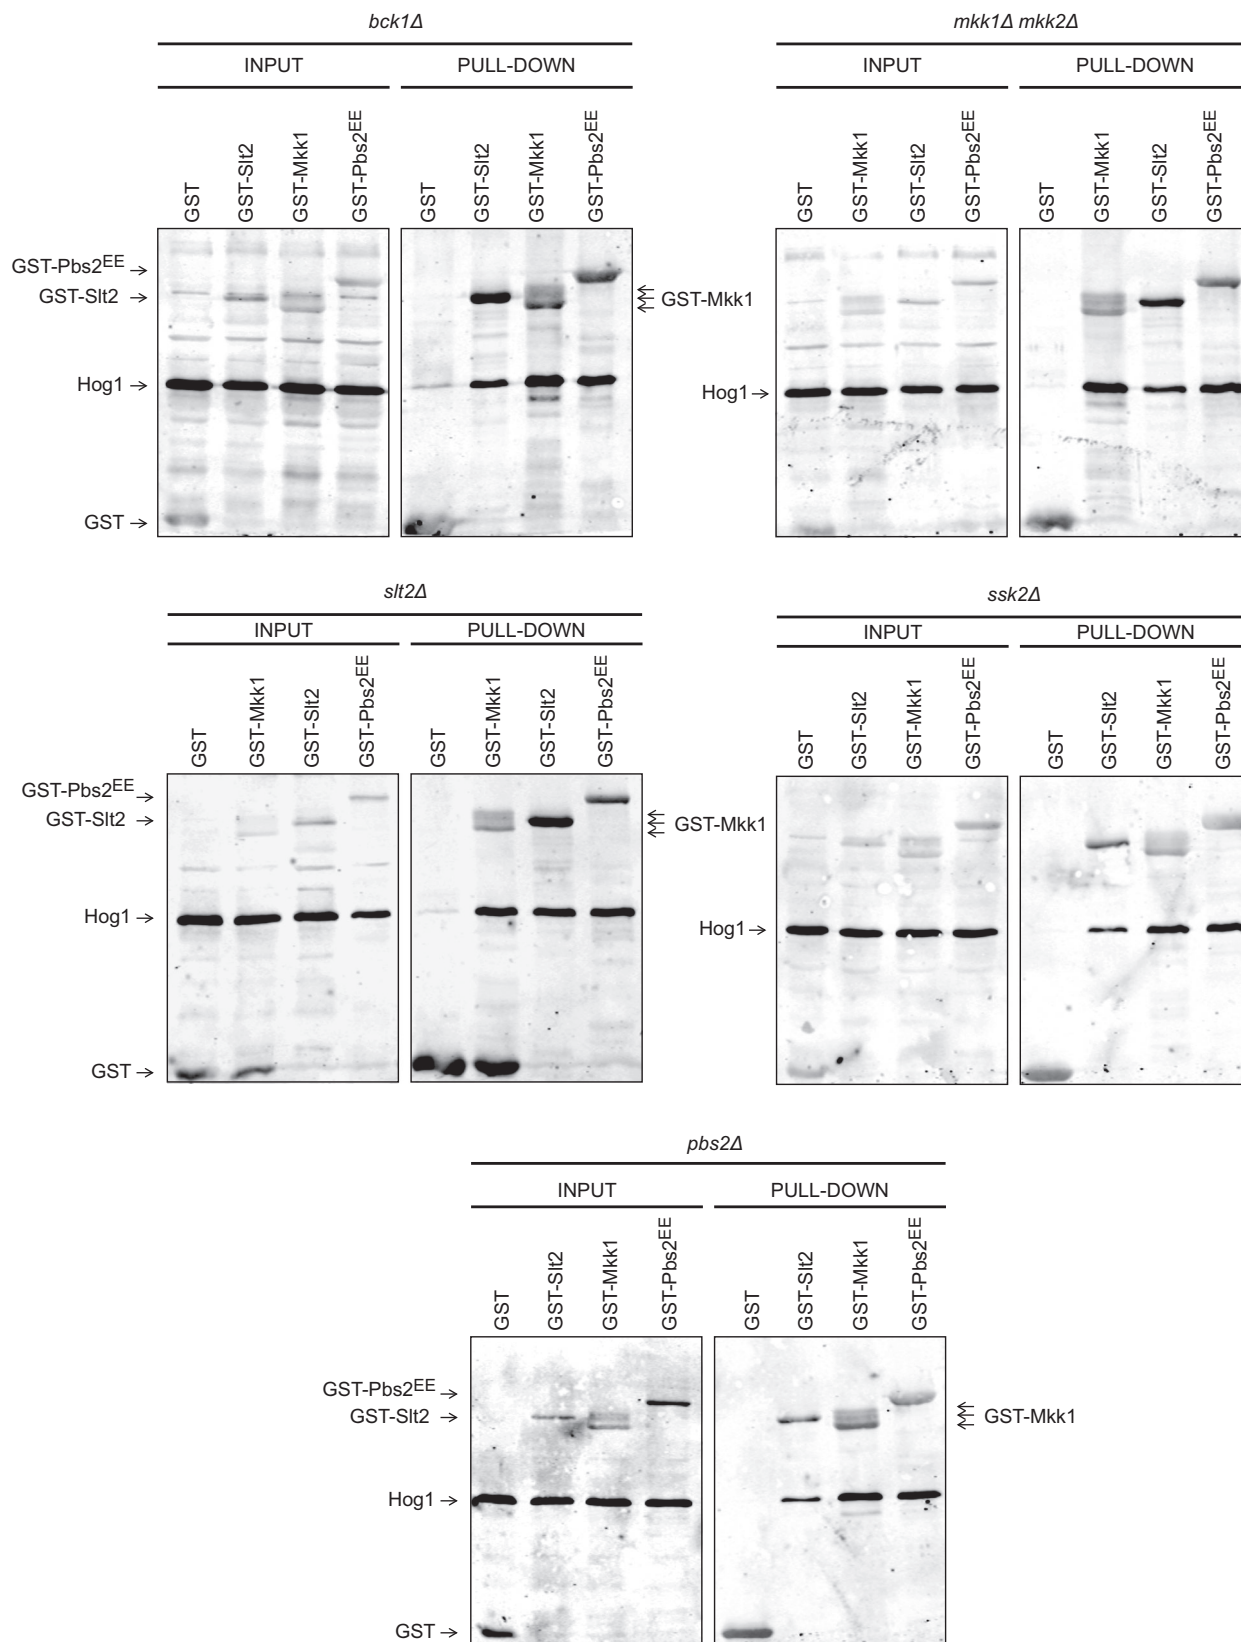 bck1Δ
INPUT PULL-DOWN
GST GST-Slt2 GST-Mkk1 GST-Pbs2EE GST GST-Slt2 GST-Mkk1 GST-Pbs2EE
GST-Pbs2EE →
GST-Slt2 →
GST-Mkk1
Hog1 →
GST →
mkk1Δ mkk2Δ
INPUT PULL-DOWN
GST GST-Mkk1 GST-Slt2 GST-Pbs2EE GST GST-Mkk1 GST-Slt2 GST-Pbs2EE
Hog1 →
slt2Δ
INPUT PULL-DOWN
GST GST-Mkk1 GST-Slt2 GST-Pbs2EE GST GST-Mkk1 GST-Slt2 GST-Pbs2EE
GST-Pbs2EE →
GST-Slt2 →
GST-Mkk1
Hog1 →
GST →
ssk2Δ
INPUT PULL-DOWN
GST GST-Slt2 GST-Mkk1 GST-Pbs2EE GST GST-Slt2 GST-Mkk1 GST-Pbs2EE
Hog1 →
pbs2Δ
INPUT PULL-DOWN
GST GST-Slt2 GST-Mkk1 GST-Pbs2EE GST GST-Slt2 GST-Mkk1 GST-Pbs2EE
GST-Pbs2EE →
GST-Slt2 →
GST-Mkk1
Hog1 →
GST →